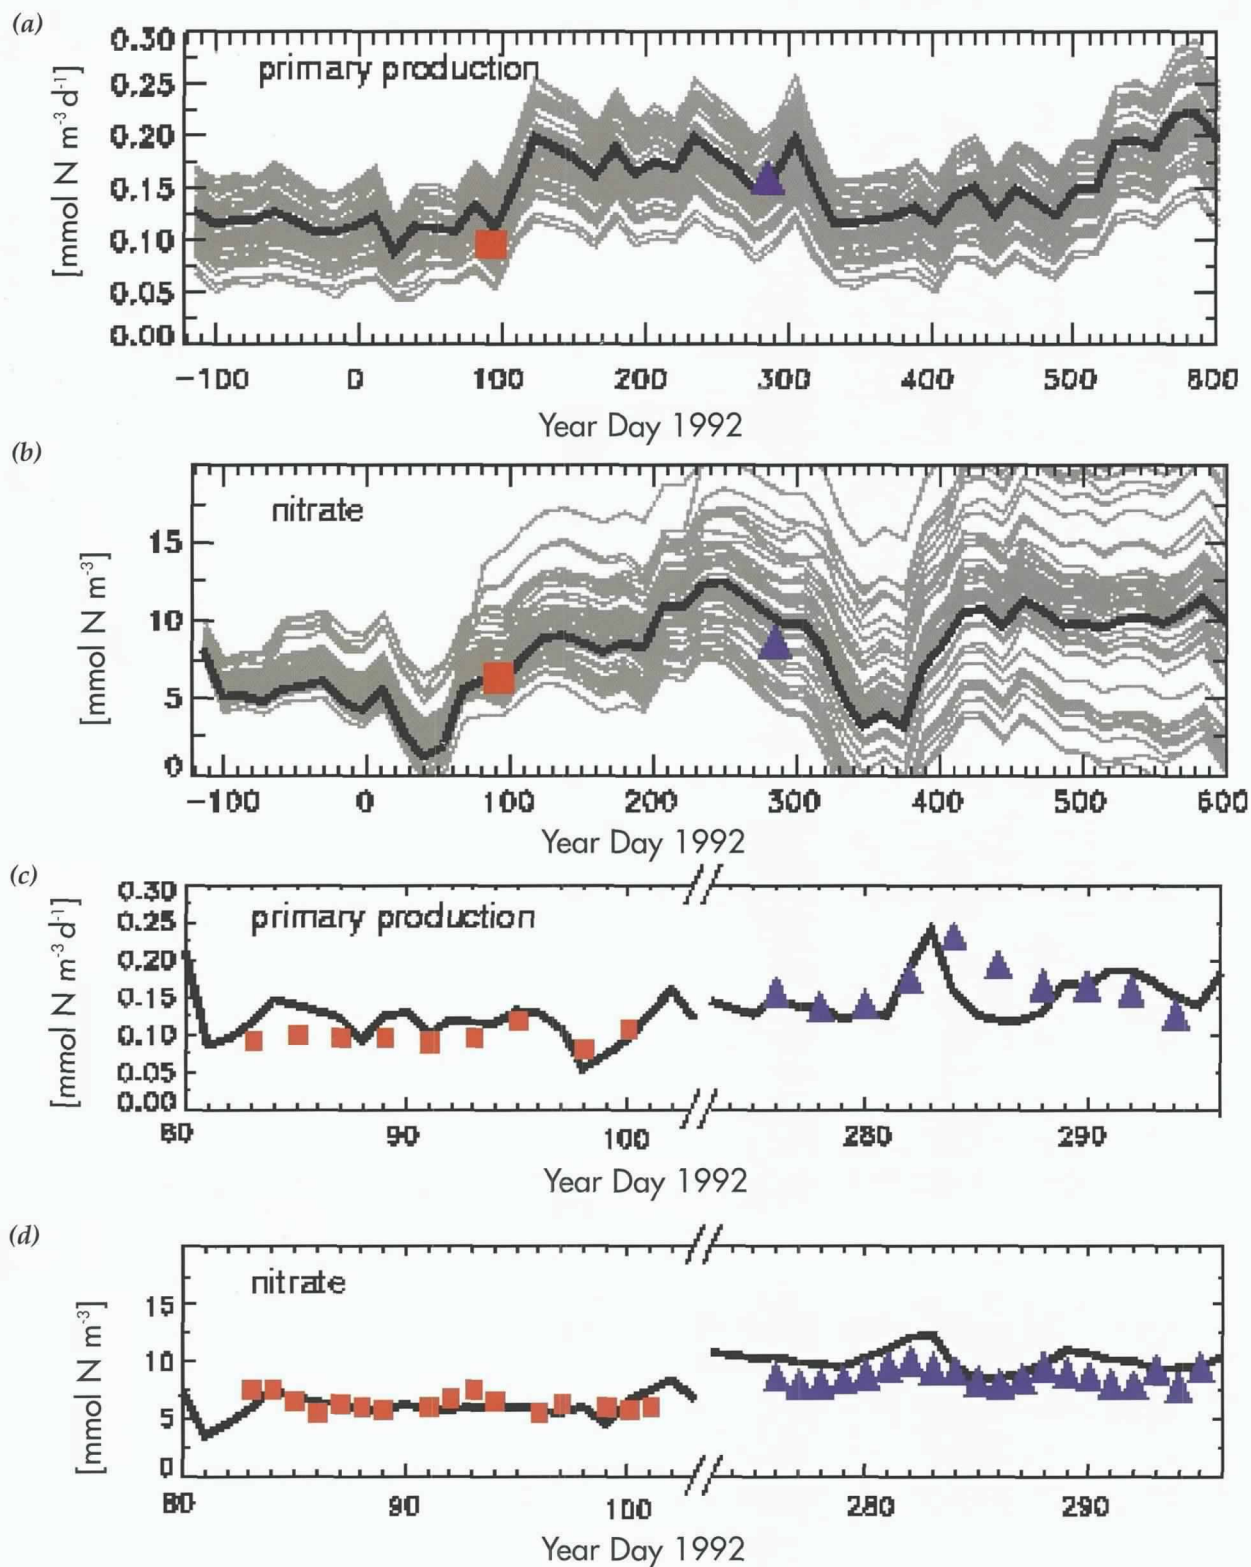 (a)
0.30
primary production
0.25
0.20
0.15
0.10
0.05
0.00
[mmol N m-3 d-1]
-100 0 100 200 300 400 500 600
Year Day 1992
(b)
nitrate
15
10
5
0
[mmol N m-3]
-100 0 100 200 300 400 500 600
Year Day 1992
(c)
0.30
primary production
0.25
0.20
0.15
0.10
0.05
0.00
[mmol N m-3 d-1]
80 90 100 280 290
Year Day 1992
(d)
nitrate
15
10
5
0
[mmol N m-3]
80 90 100 280 290
Year Day 1992